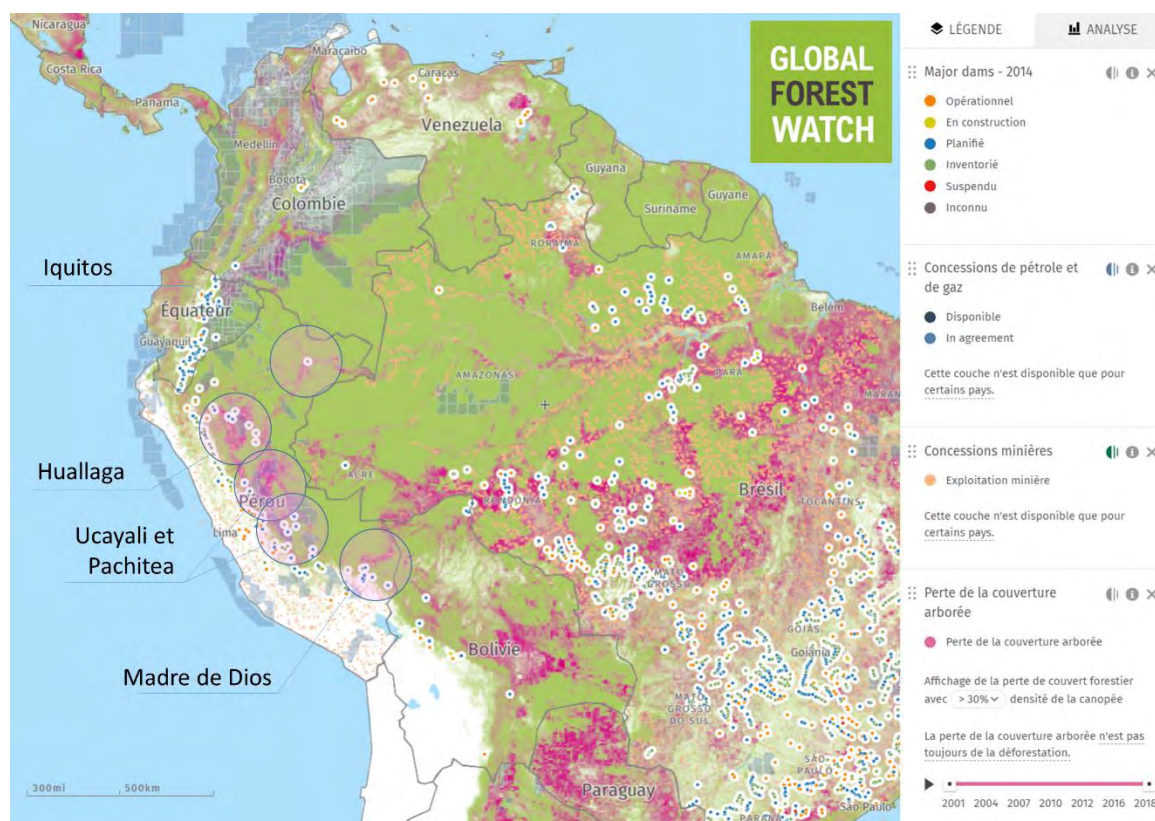 Nicaragua
Costa Rica
Panama
Maracaibo
Caracas
Venezuela
Medellin
Bogota
Colombie
Guyana
Suriname
Guyane
RORAIMA
AMAPÁ
Belém
Équateur
Guayaquil
AMAZONAS
PARÁ
MARAN
ACRE
Pérou
RONDÔNIA
Brésil
TOCANTINS
Lima
MATO
GROSSO
GOIÁS
Goiânia
Bolivie
MATO
GROSSO
DO SUL
SÃO
PAULO
Paraguay
São Paulo
PARANÁ
GLOBAL
FOREST
WATCH
Iquitos
Huallaga
Ucayali et
Pachitea
Madre de Dios
300mi
500km
LÉGENDE
ANALYSE
Major dams - 2014
Opérationnel
En construction
Planifié
Inventorié
Suspendu
Inconnu
Concessions de pétrole et
de gaz
Disponible
In agreement
Cette couche n'est disponible que pour
certains pays.
Concessions minières
Exploitation minière
Cette couche n'est disponible que pour
certains pays.
Perte de la couverture
arborée
Perte de la couverture arborée
Affichage de la perte de couvert forestier
avec > 30% densité de la canopée
La perte de la couverture arborée n'est pas
toujours de la déforestation.
2001 2004 2007 2010 2012 2016 2018